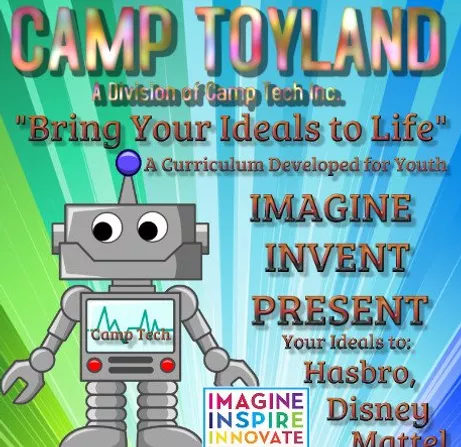 CAMP TOYLAND
A Division of Camp Tech Inc.
"Bring Your Ideals to Life"
A Curriculum Developed for Youth
IMAGINE
INVENT
PRESENT
Your Ideals to:
Hasbro,
Disney
Mattel
Camp Tech
IMAGINE
INSPIRE
INNOVATE